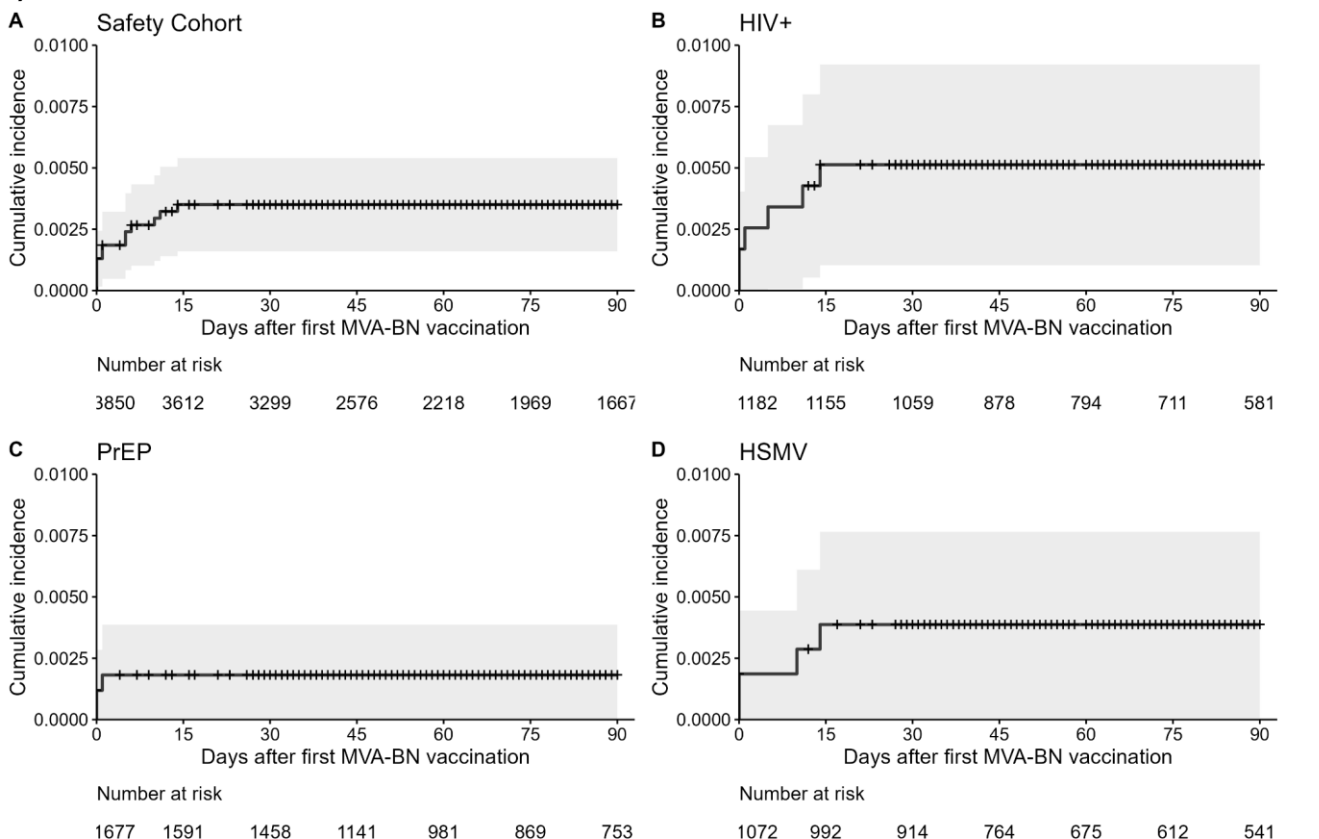 A Safety Cohort
0.0100
0.0075
0.0050
0.0025
0.0000
Cumulative incidence
0 15 30 45 60 75 90
Days after first MVA-BN vaccination
Number at risk
3850 3612 3299 2576 2218 1969 1667
B HIV+
0.0100
0.0075
0.0050
0.0025
0.0000
Cumulative incidence
0 15 30 45 60 75 90
Days after first MVA-BN vaccination
Number at risk
1182 1155 1059 878 794 711 581
C PrEP
0.0100
0.0075
0.0050
0.0025
0.0000
Cumulative incidence
0 15 30 45 60 75 90
Days after first MVA-BN vaccination
Number at risk
1677 1591 1458 1141 981 869 753
D HSMV
0.0100
0.0075
0.0050
0.0025
0.0000
Cumulative incidence
0 15 30 45 60 75 90
Days after first MVA-BN vaccination
Number at risk
1072 992 914 764 675 612 541